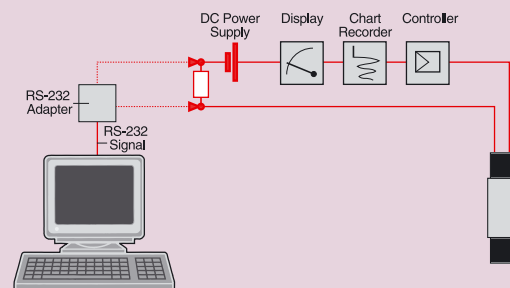 DC Power
Supply
Display
Chart
Recorder
Controller
RS-232
Adapter
RS-232
Signal